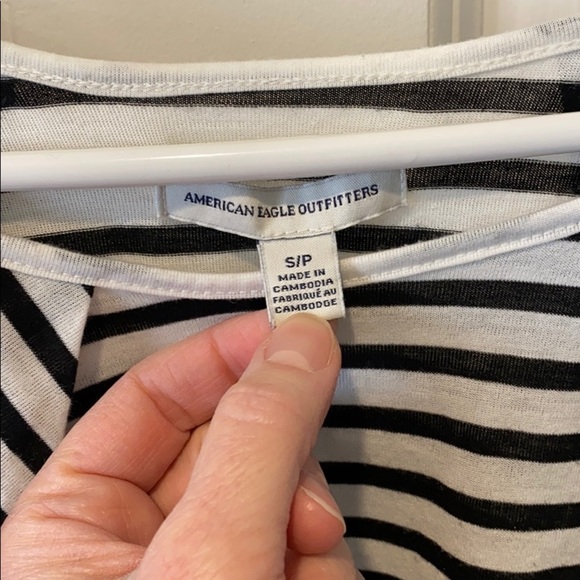 AMERICAN EAGLE OUTFITTERS
S/P
MADE IN
CAMBODIA
FABRIQUÉ AU
CAMBODGE